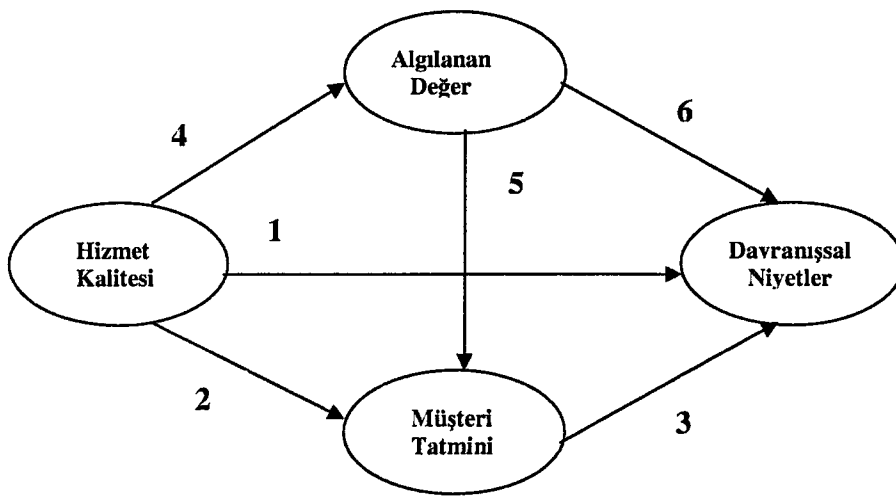 Algılanan
Değer
4
6
5
1
Hizmet
Kalitesi
Davranışsal
Niyetler
2
Müşteri
Tatmini
3